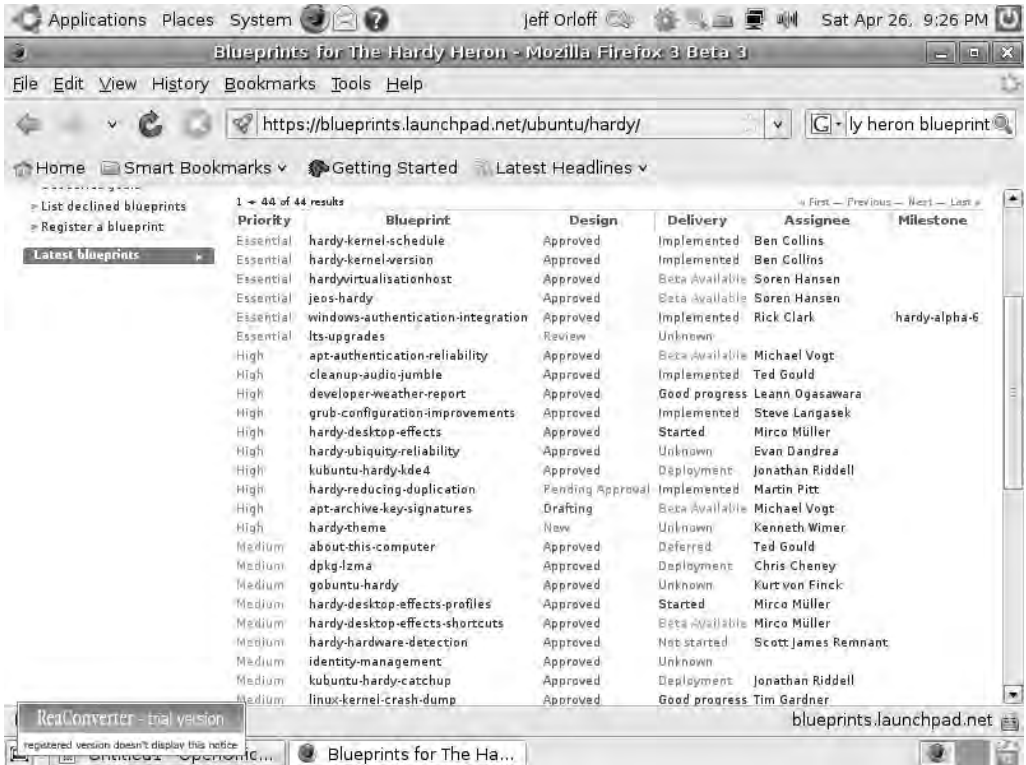 Applications Places System Jeff Orloff Sat Apr 26, 9:26 PM
Blueprints for The Hardy Heron - Mozilla Firefox 3 Beta 3
File Edit View History Bookmarks Tools Help
https://blueprints.launchpad.net/ubuntu/hardy/ G ly heron blueprint
Home Smart Bookmarks Getting Started Latest Headlines
List declined blueprints
Register a blueprint
Latest blueprints
1 → 44 of 44 results « First — Previous — Next — Last »
Priority Blueprint Design Delivery Assignee Milestone
Essential hardy-kernel-schedule Approved Implemented Ben Collins
Essential hardy-kernel-version Approved Implemented Ben Collins
Essential hardyvirtualisationhost Approved Beta Available Soren Hansen
Essential jeos-hardy Approved Beta Available Soren Hansen
Essential windows-authentication-integration Approved Implemented Rick Clark hardy-alpha-6
Essential lts-upgrades Review Unknown
High apt-authentication-reliability Approved Beta Available Michael Vogt
High cleanup-audio-jumble Approved Implemented Ted Gould
High developer-weather-report Approved Good progress Leann Ogasawara
High grub-configuration-improvements Approved Implemented Steve Langasek
High hardy-desktop-effects Approved Started Mirco Müller
High hardy-ubiquity-reliability Approved Unknown Evan Dandrea
High kubuntu-hardy-kde4 Approved Deployment Jonathan Riddell
High hardy-reducing-duplication Pending Approval Implemented Martin Pitt
High apt-archive-key-signatures Drafting Beta Available Michael Vogt
High hardy-theme New Unknown Kenneth Wimer
Medium about-this-computer Approved Deferred Ted Gould
Medium dpkg-lzma Approved Deployment Chris Cheney
Medium gobuntu-hardy Approved Unknown Kurt von Finck
Medium hardy-desktop-effects-profiles Approved Started Mirco Müller
Medium hardy-desktop-effects-shortcuts Approved Beta Available Mirco Müller
Medium hardy-hardware-detection Approved Not started Scott James Remnant
Medium identity-management Approved Unknown
Medium kubuntu-hardy-catchup Approved Deployment Jonathan Riddell
Medium linux-kernel-crash-dump Approved Good progress Tim Gardner
ReaConverter - trial version
registered version doesn't display this notice
blueprints.launchpad.net
Blueprints for The Ha...